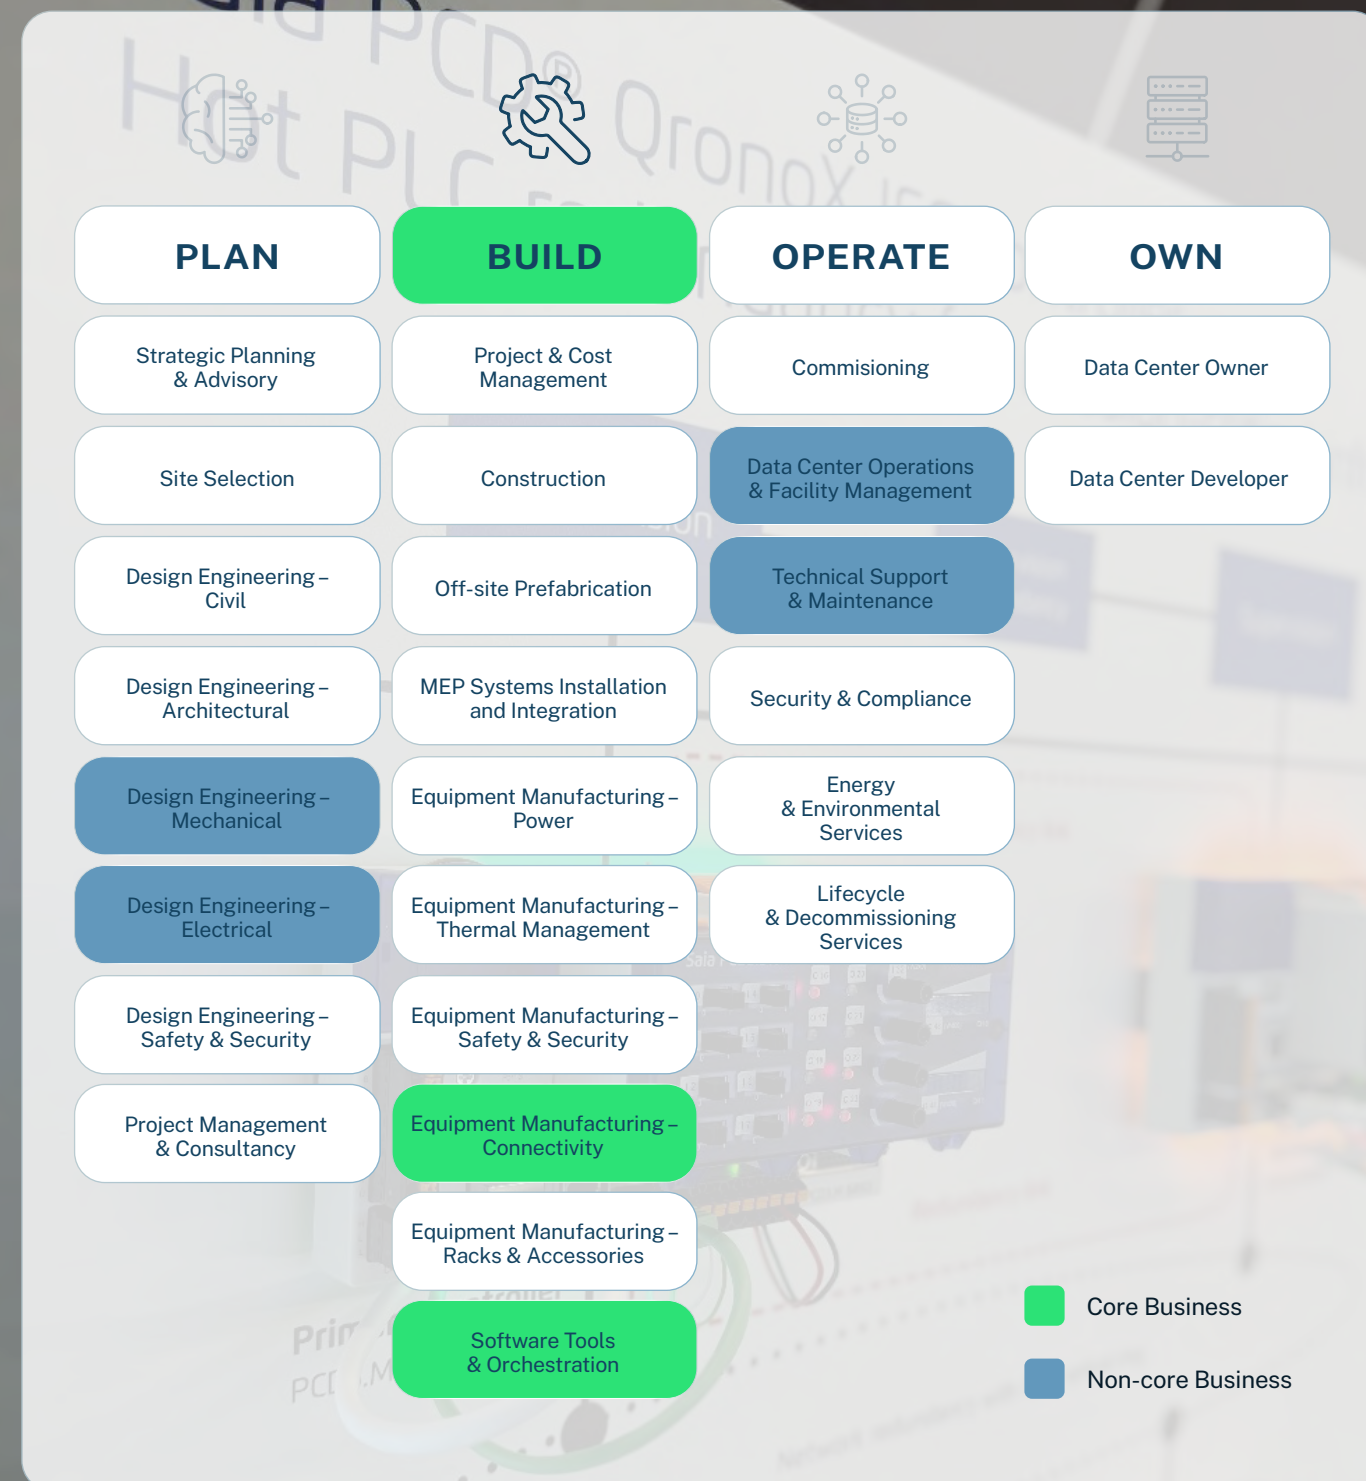 PCD® QronoX
Hot PLC
PLAN
BUILD
OPERATE
OWN
Strategic Planning
& Advisory
Site Selection
Design Engineering –
Civil
Design Engineering –
Architectural
Design Engineering –
Mechanical
Design Engineering –
Electrical
Design Engineering –
Safety & Security
Project Management
& Consultancy
Project & Cost
Management
Construction
Off-site Prefabrication
MEP Systems Installation
and Integration
Equipment Manufacturing –
Power
Equipment Manufacturing –
Thermal Management
Equipment Manufacturing –
Safety & Security
Equipment Manufacturing –
Connectivity
Equipment Manufacturing –
Racks & Accessories
Software Tools
& Orchestration
Commisioning
Data Center Operations
& Facility Management
Technical Support
& Maintenance
Security & Compliance
Energy
& Environmental
Services
Lifecycle
& Decommissioning
Services
Data Center Owner
Data Center Developer
Core Business
Non-core Business